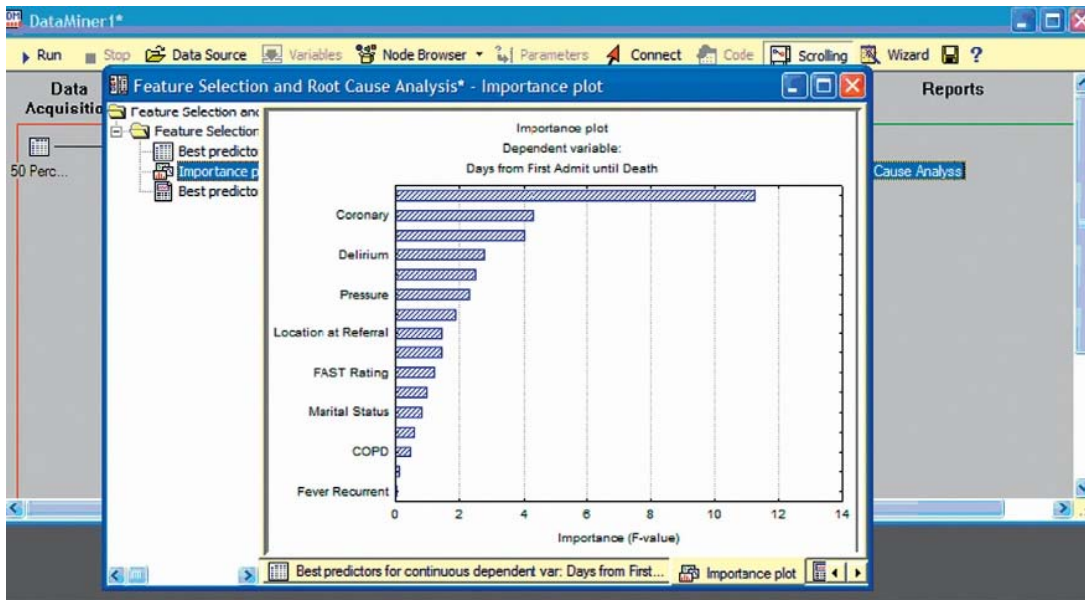 DataMiner1*
Run Stop Data Source Variables Node Browser Parameters Connect Code Scrolling Wizard ?
Data
Acquisitio
50 Perc...
Reports
Cause Analyss
Feature Selection and Root Cause Analysis* - Importance plot
Feature Selection and
Feature Selection
Best predicto
Importance p
Best predicto
Importance plot
Dependent variable:
Days from First Admit until Death
Coronary
Delirium
Pressure
Location at Referral
FAST Rating
Marital Status
COPD
Fever Recurrent
0 2 4 6 8 10 12 14
Importance (F-value)
Best predictors for continuous dependent var: Days from First... Importance plot